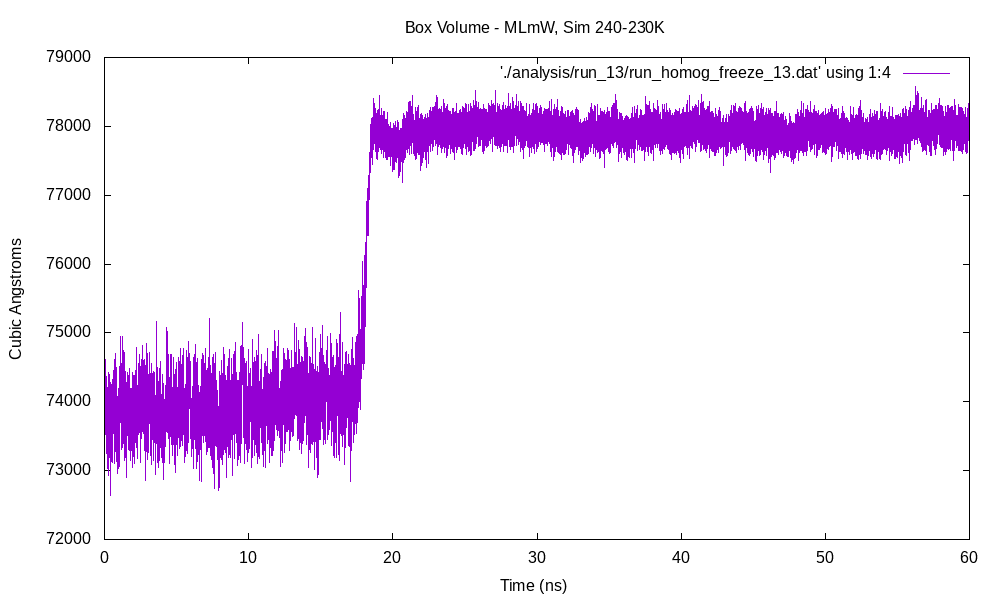 Box Volume - MLmW, Sim 240-230K
79000
'./analysis/run_13/run_homog_freeze_13.dat' using 1:4
78000
77000
76000
Cubic Angstroms
75000
74000
73000
72000
0 10 20 30 40 50 60
Time (ns)